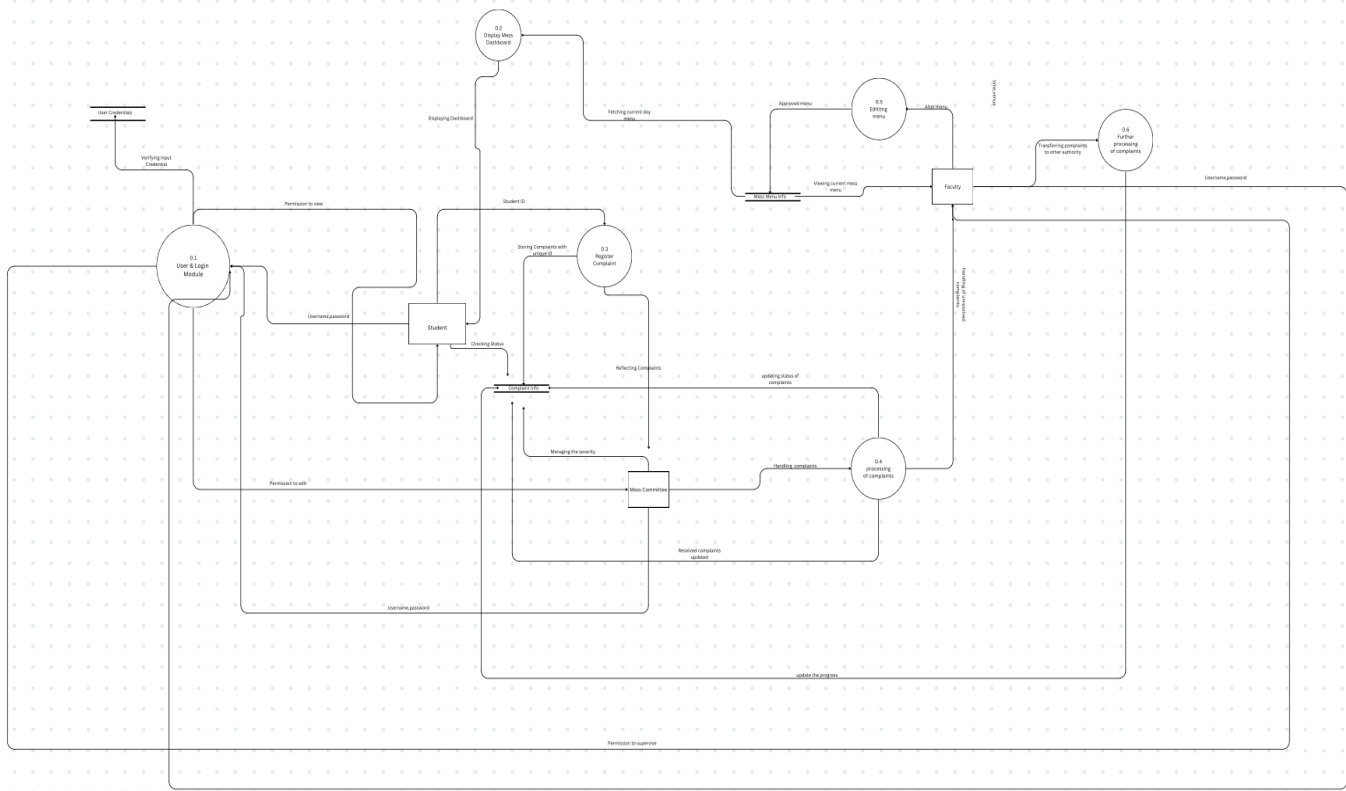 0.2
Display Mess
Dashboard
User Credentials
Verifying input
Credential
Displaying Dashboard
Fetching current day
menu
Approved menu
0.5
Editing
menu
Alter menu
0.6
Further
processing
of complaints
Transferring complaints
to other authority
Username,password
Faculty
Viewing current mess
menu
Mess Menu Info
Permission to view
Student ID
0.1
User & Login
Module
Storing Complaints with
unique id
0.3
Register
Complaint
Handling of unresolved
complaints
Username,password
Student
Checking Status
Reflecting Complaints
Complaint Info
updating status of
complaints
Managing the severity
0.4
processing
of complaints
Handling complaints
Permission to edit
Mess Committee
Resolved complaints
updated
Username,password
update the progress
Permission to supervise